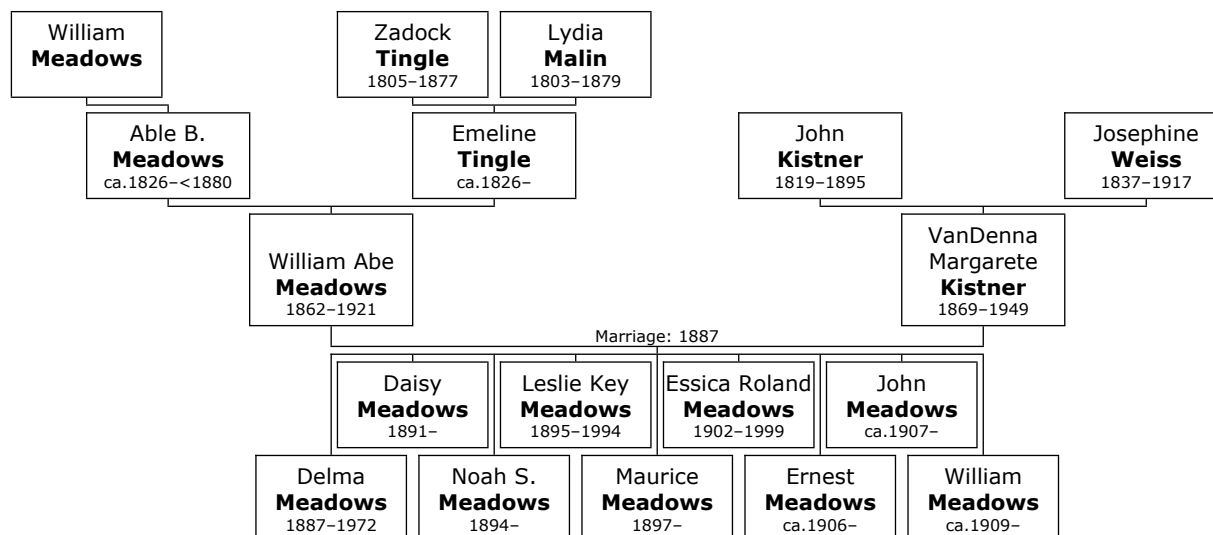 William
Meadows
Zadock
Tingle
1805–1877
Lydia
Malin
1803–1879
Able B.
Meadows
ca.1826–<1880
Emeline
Tingle
ca.1826–
John
Kistner
1819–1895
Josephine
Weiss
1837–1917
William Abe
Meadows
1862–1921
VanDenna
Margarete
Kistner
1869–1949
Marriage: 1887
Daisy
Meadows
1891–
Leslie Key
Meadows
1895–1994
Essica Roland
Meadows
1902–1999
John
Meadows
ca.1907–
Delma
Meadows
1887–1972
Noah S.
Meadows
1894–
Maurice
Meadows
1897–
Ernest
Meadows
ca.1906–
William
Meadows
ca.1909–